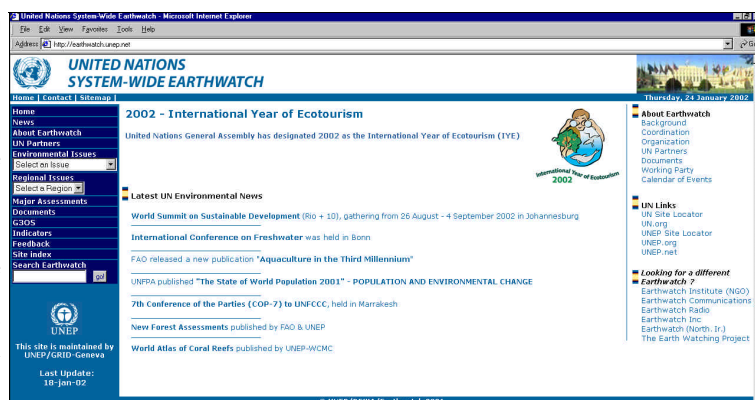 United Nations System-Wide Earthwatch - Microsoft Internet Explorer
File Edit View Favorites Tools Help
Address http://earthwatch.unep.net
UNITED NATIONS
SYSTEM-WIDE EARTHWATCH
Home | Contact | Sitemap |
Thursday, 24 January 2002
Home
News
About Earthwatch
UN Partners
Environmental Issues
Select an Issue
Regional Issues
Select a Region
Major Assessments
Documents
G3OS
Indicators
Feedback
Site index
Search Earthwatch
go!
UNEP
This site is maintained by
UNEP/GRID-Geneva
Last Update:
18-jan-02
2002 - International Year of Ecotourism
United Nations General Assembly has designated 2002 as the International Year of Ecotourism (IYE)
International Year of Ecotourism
2002
Latest UN Environmental News
World Summit on Sustainable Development (Rio + 10), gathering from 26 August - 4 September 2002 in Johannesburg
International Conference on Freshwater was held in Bonn
FAO released a new publication "Aquaculture in the Third Millennium"
UNFPA published "The State of World Population 2001" - POPULATION AND ENVIRONMENTAL CHANGE
7th Conference of the Parties (COP-7) to UNFCCC, held in Marrakesh
New Forest Assessments published by FAO & UNEP
World Atlas of Coral Reefs published by UNEP-WCMC
About Earthwatch
Background
Coordination
Organization
UN Partners
Documents
Working Party
Calendar of Events
UN Links
UN Site Locator
UN.org
UNEP Site Locator
UNEP.org
UNEP.net
Looking for a different
Earthwatch ?
Earthwatch Institute (NGO)
Earthwatch Communications
Earthwatch Radio
Earthwatch Inc
Earthwatch (North. Ir.)
The Earth Watching Project